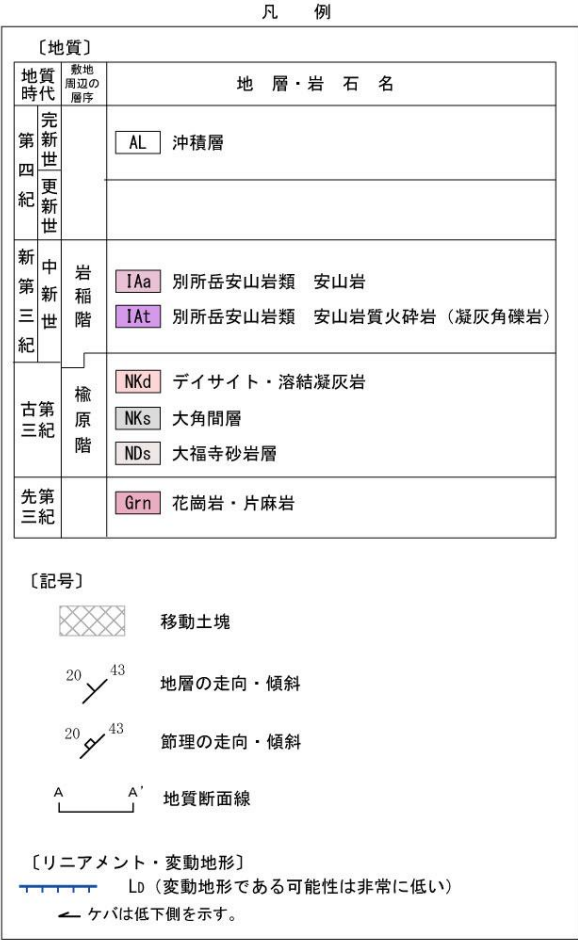 凡 例
〔地質〕
地質時代 敷地周辺の層序 地 層・岩 石 名
第四紀 完新世 AL 沖積層
更新世
新第三紀 中新世 岩稲階 IAa 別所岳安山岩類 安山岩
IAt 別所岳安山岩類 安山岩質火砕岩（凝灰角礫岩）
古第三紀 楡原階 NKd デイサイト・溶結凝灰岩
NKs 大角間層
NDs 大福寺砂岩層
先第三紀 Grn 花崗岩・片麻岩
〔記号〕
移動土塊
20 43 地層の走向・傾斜
20 43 節理の走向・傾斜
A A' 地質断面線
〔リニアメント・変動地形〕
LD（変動地形である可能性は非常に低い）
ケバは低下側を示す。